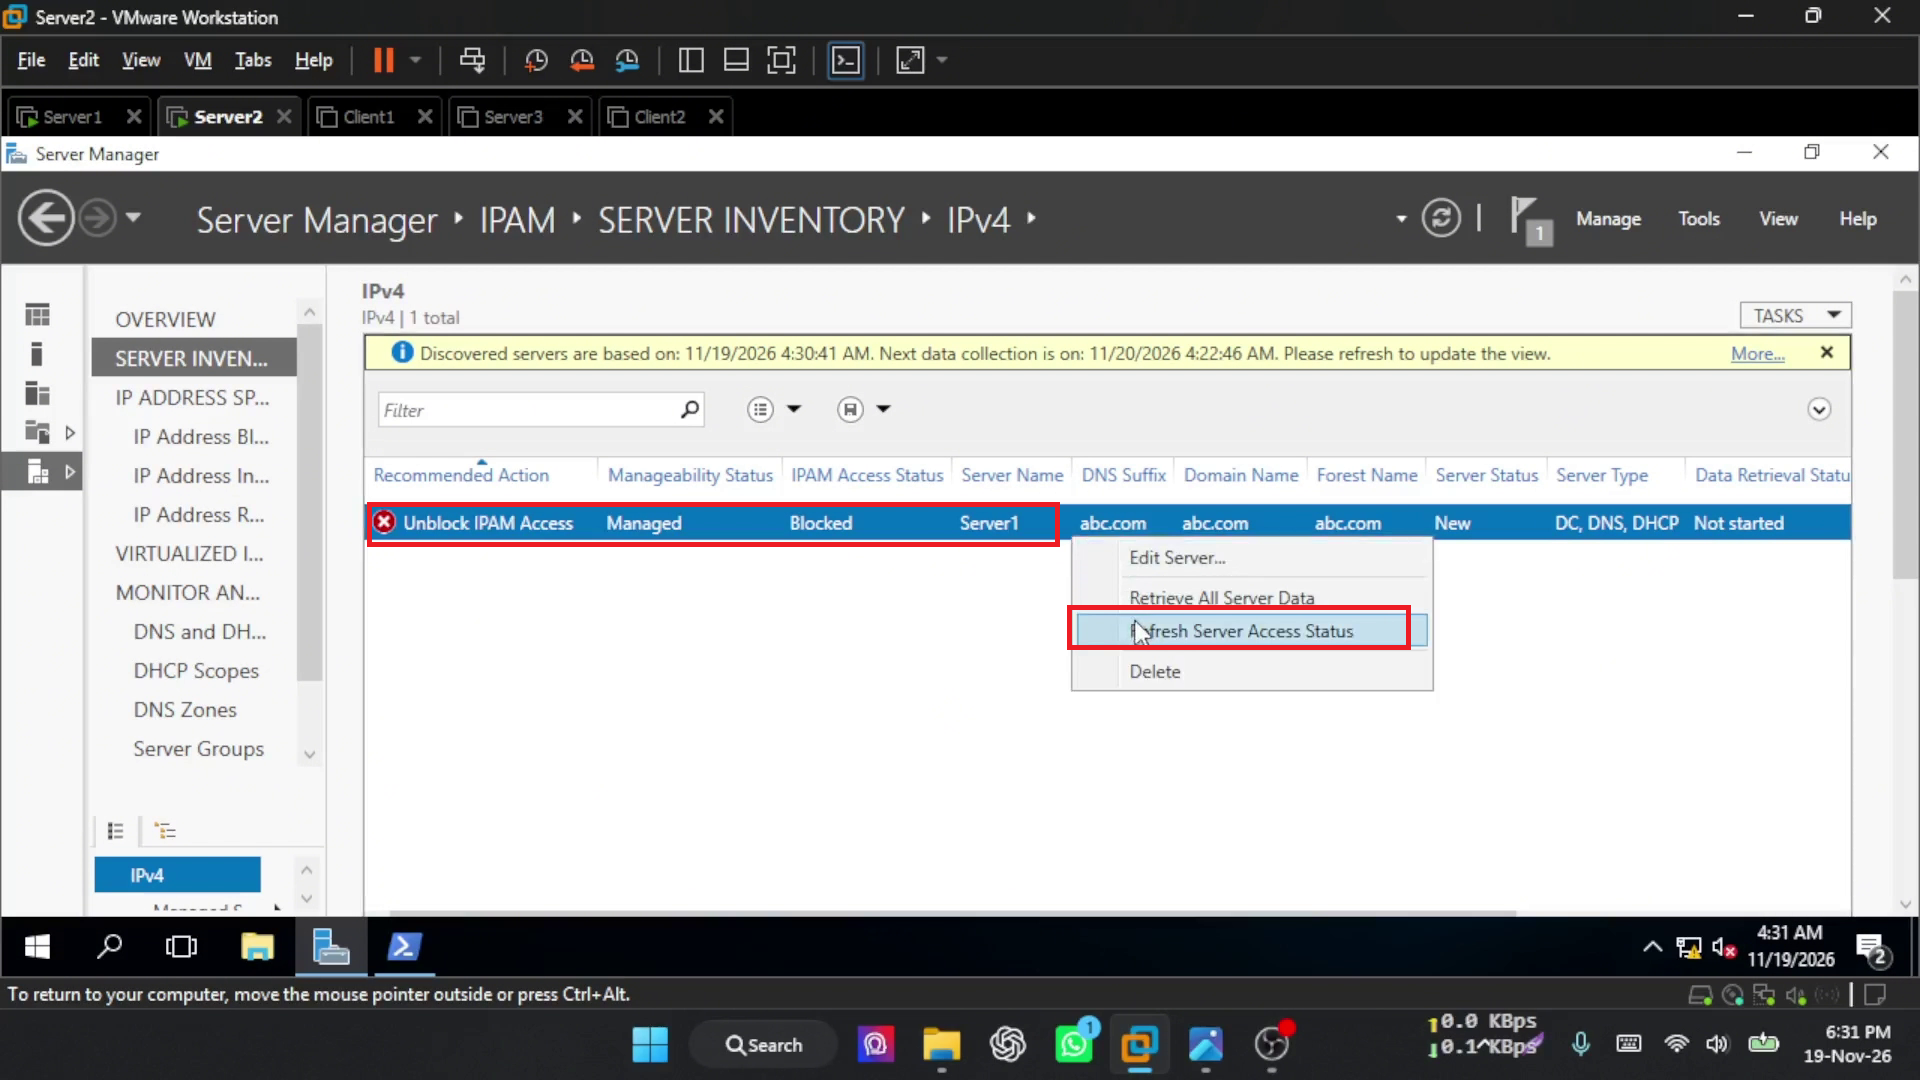 Server2 - VMware Workstation
File Edit View VM Tabs Help
Server1 Server2 Client1 Server3 Client2
Server Manager
Server Manager IPAM SERVER INVENTORY IPv4
1 Manage Tools View Help
OVERVIEW
SERVER INVEN...
IP ADDRESS SP...
IP Address Bl...
IP Address In...
IP Address R...
VIRTUALIZED I...
MONITOR AN...
DNS and DH...
DHCP Scopes
DNS Zones
Server Groups
IPv4
IPv4
IPv4 | 1 total
TASKS
Discovered servers are based on: 11/19/2026 4:30:41 AM. Next data collection is on: 11/20/2026 4:22:46 AM. Please refresh to update the view. More...
Filter
Recommended Action Manageability Status IPAM Access Status Server Name DNS Suffix Domain Name Forest Name Server Status Server Type Data Retrieval Statu
Unblock IPAM Access Managed Blocked Server1 abc.com abc.com abc.com New DC, DNS, DHCP Not started
Edit Server...
Retrieve All Server Data
Refresh Server Access Status
Delete
4:31 AM
11/19/2026
2
To return to your computer, move the mouse pointer outside or press Ctrl+Alt.
Search
1
0.0 KBps
0.1 KBps
6:31 PM
19-Nov-26